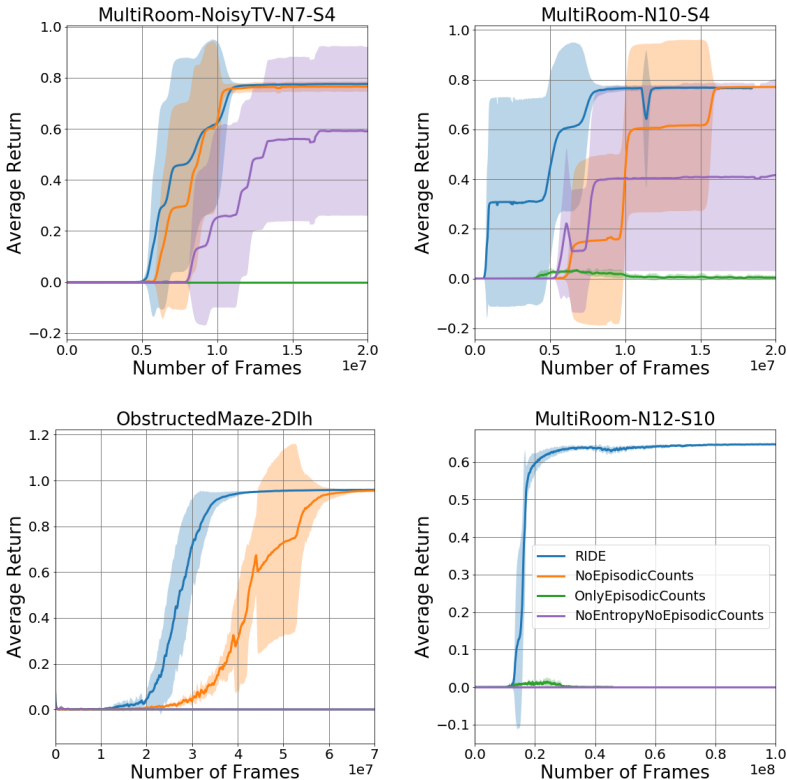 MultiRoom-NoisyTV-N7-S4
1.0
0.8
0.6
0.4
0.2
0.0
−0.2
Average Return
0.0 0.5 1.0 1.5 2.0
Number of Frames 1e7
MultiRoom-N10-S4
1.0
0.8
0.6
0.4
0.2
0.0
−0.2
Average Return
0.0 0.5 1.0 1.5 2.0
Number of Frames 1e7
ObstructedMaze-2Dlh
1.2
1.0
0.8
0.6
0.4
0.2
0.0
Average Return
0 1 2 3 4 5 6 7
Number of Frames 1e7
MultiRoom-N12-S10
0.6
0.5
0.4
0.3
0.2
0.1
0.0
−0.1
Average Return
RIDE
NoEpisodicCounts
OnlyEpisodicCounts
NoEntropyNoEpisodicCounts
0.0 0.2 0.4 0.6 0.8 1.0
Number of Frames 1e8